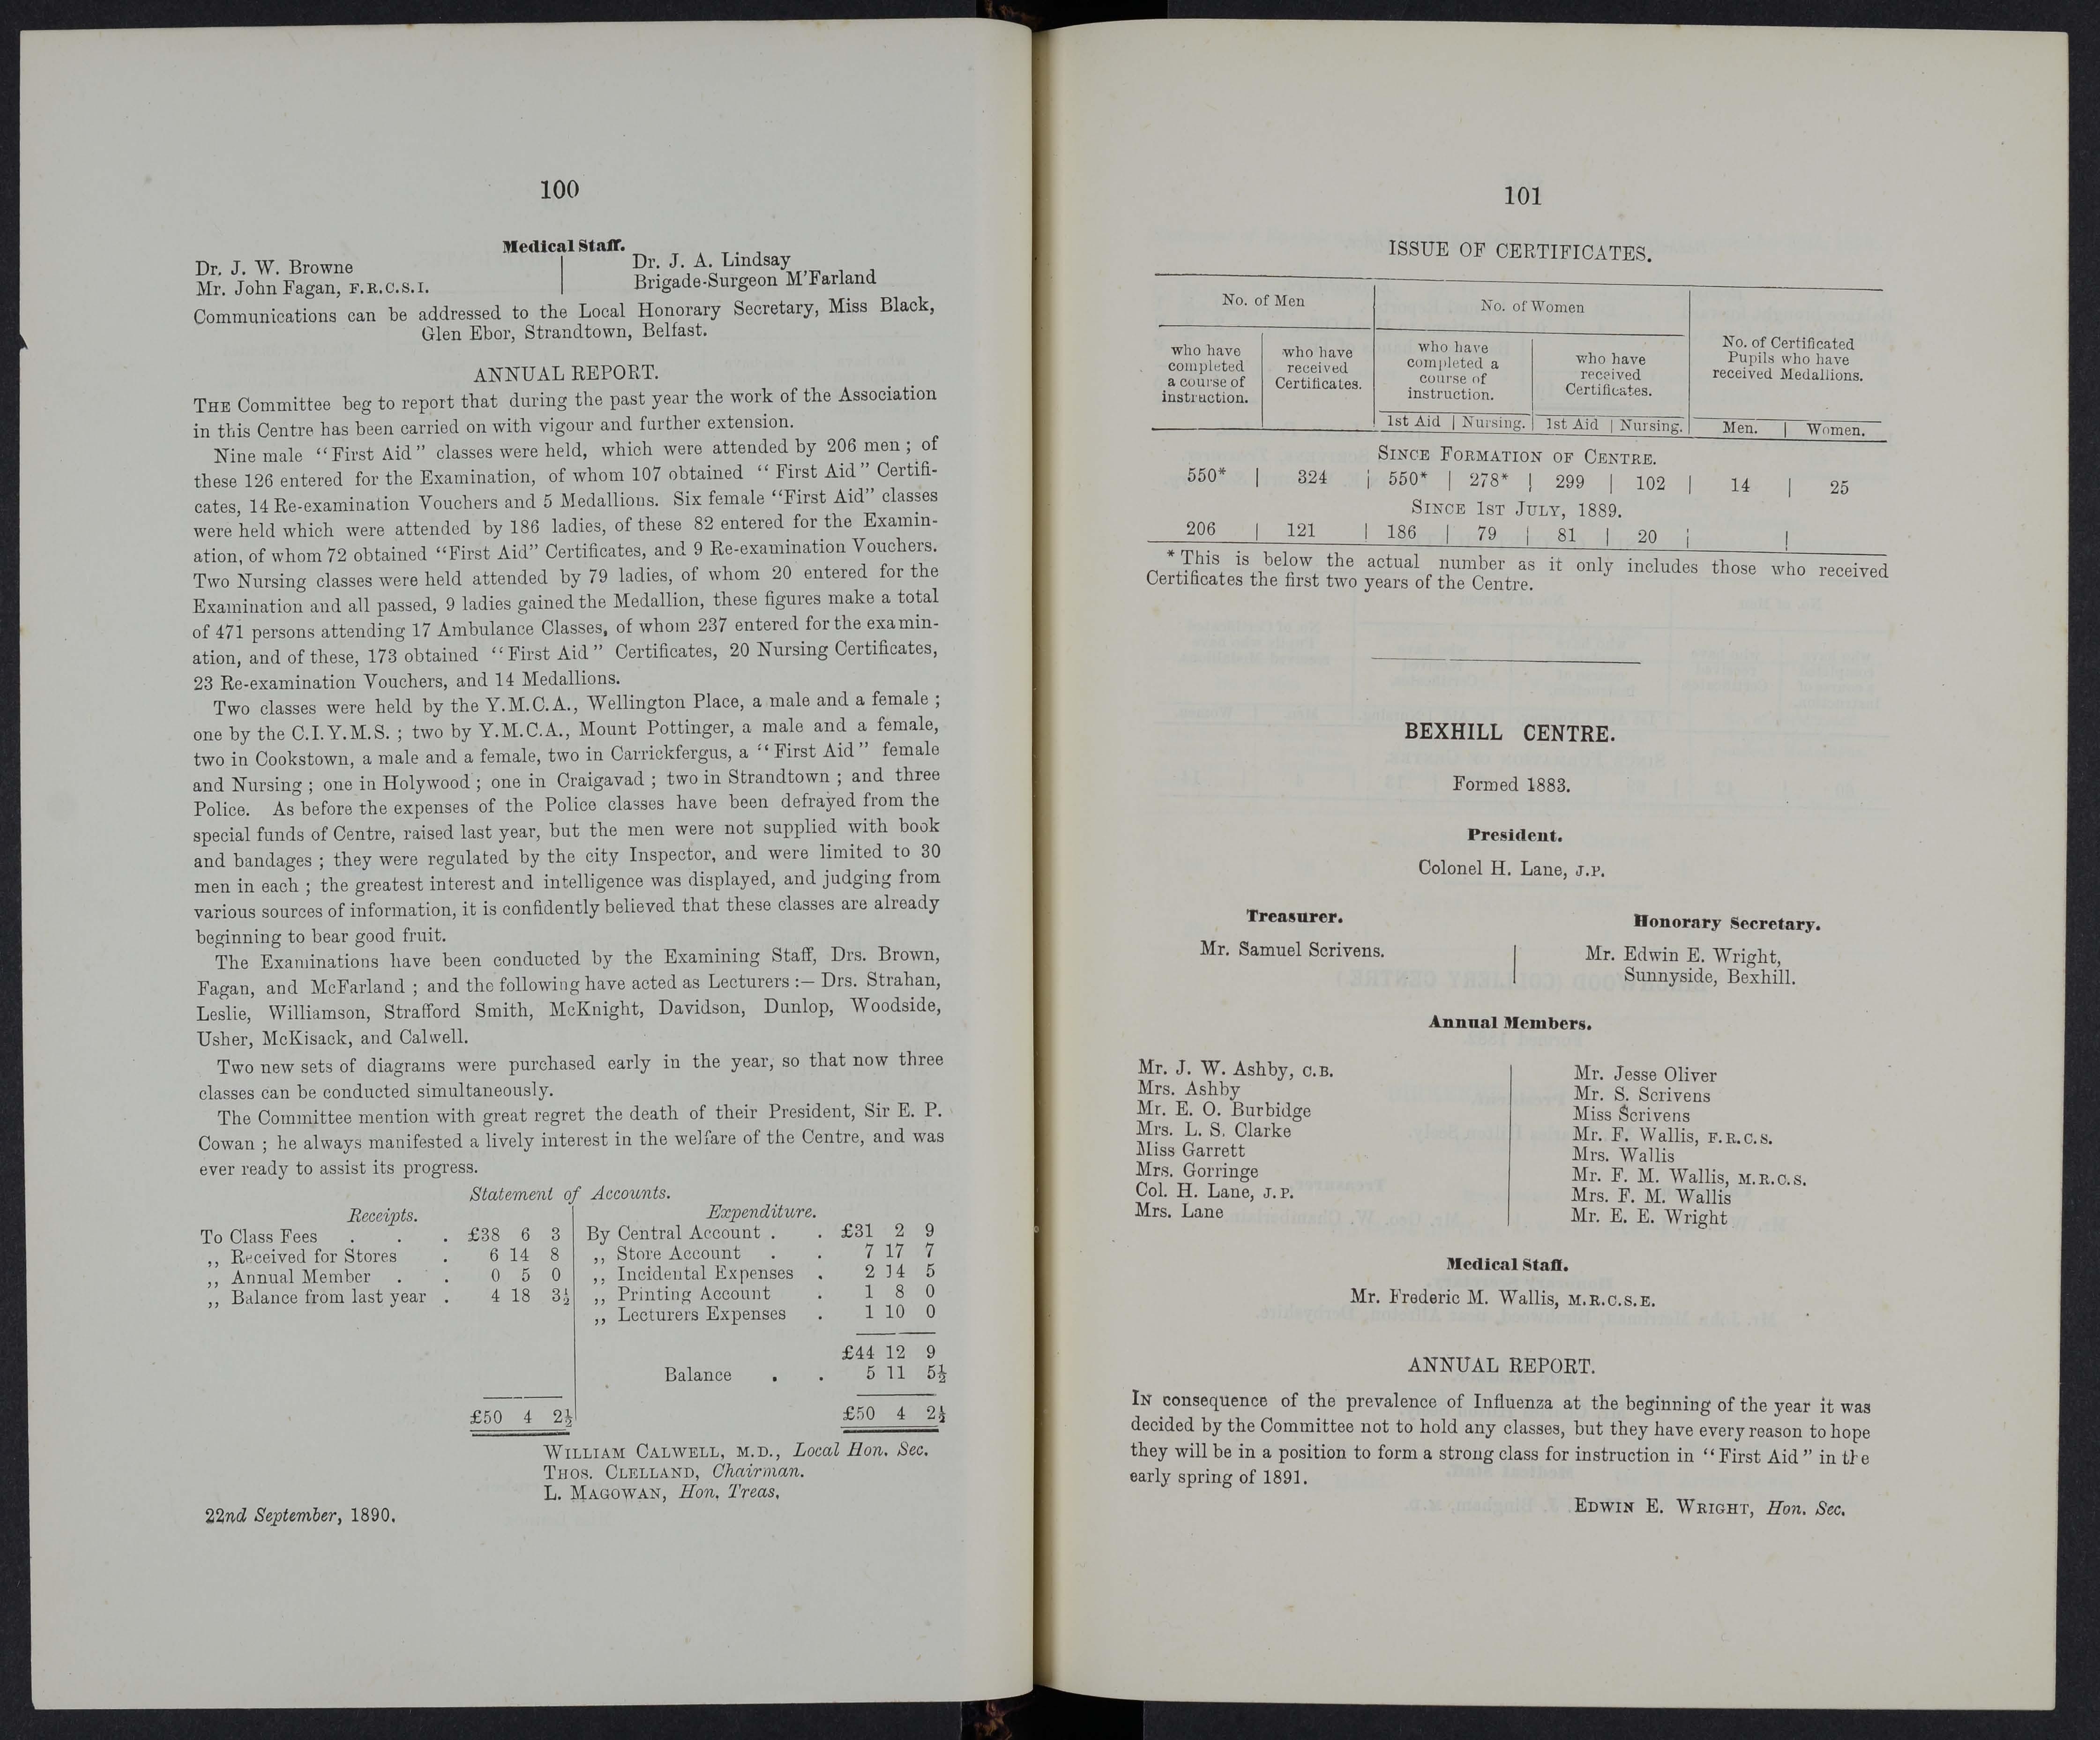 100
Medical Staff.
Dr. J. W. Browne
Mr. John Fagan, F.R.C.S.I.
Dr. J. A. Lindsay
Brigade-Surgeon M'Farland
Communications can be addressed to the Local Honorary Secretary, Miss Black,
Glen Ebor, Strandtown, Belfast.
ANNUAL REPORT.
THE Committee beg to report that during the past year the work of the Association
in this Centre has been carried on with vigour and further extension.
Nine male “First Aid” classes were held, which were attended by 206 men ; of
these 126 entered for the Examination, of whom 107 obtained “ First Aid ” Certifi-
cates, 14 Re-examination Vouchers and 5 Medallions. Six female “First Aid” classes
were held which were attended by 186 ladies, of these 82 entered for the Examin-
ation, of whom 72 obtained “First Aid” Certificates, and 9 Re-examination Vouchers.
Two Nursing classes were held attended by 79 ladies, of whom 20 entered for the
Examination and all passed, 9 ladies gained the Medallion, these figures make a total
of 471 persons attending 17 Ambulance Classes, of whom 237 entered for the examin-
ation, and of these, 173 obtained “First Aid” Certificates, 20 Nursing Certificates,
23 Re-examination Vouchers, and 14 Medallions.
Two classes were held by the Y.M.C.A., Wellington Place, a male and a female ;
one by the C.I.Y.M.S. ; two by Y.M.C.A., Mount Pottinger, a male and a female,
two in Cookstown, a male and a female, two in Carrickfergus, a “ First Aid ” female
and Nursing ; one in Holywood ; one in Craigavad ; two in Strandtown ; and three
Police. As before the expenses of the Police classes have been defrayed from the
special funds of Centre, raised last year, but the men were not supplied with book
and bandages ; they were regulated by the city Inspector, and were limited to 30
men in each ; the greatest interest and intelligence was displayed, and judging from
various sources of information, it is confidently believed that these classes are already
beginning to bear good fruit.
The Examinations have been conducted by the Examining Staff, Drs. Brown,
Fagan, and McFarland ; and the following have acted as Lecturers :— Drs. Strahan,
Leslie, Williamson, Strafford Smith, McKnight, Davidson, Dunlop, Woodside,
Usher, McKisack, and Calwell.
Two new sets of diagrams were purchased early in the year, so that now three
classes can be conducted simultaneously.
The Committee mention with great regret the death of their President, Sir E. P.
Cowan ; he always manifested a lively interest in the welfare of the Centre, and was
ever ready to assist its progress.
Statement of Accounts.
Receipts.
To Class Fees . . . £38 6 3
,, Received for Stores . 6 14 8
,, Annual Member . . 0 5 0
,, Balance from last year . 4 18 3½
£50 4 2½
Expenditure.
By Central Account . . £31 2 9
,, Store Account . . 7 17 7
,, Incidental Expenses . 2 14 5
,, Printing Account . 1 8 0
,, Lecturers Expenses . 1 10 0
£44 12 9
Balance . . 5 11 5½
£50 4 2½
WILLIAM CALWELL, M.D., Local Hon. Sec.
THOS. CLELLAND, Chairman.
L. MAGOWAN, Hon. Treas.
22nd September, 1890.
101
ISSUE OF CERTIFICATES.
No. of Men
No. of Women
No. of Certificated
Pupils who have
received Medallions.
who have
completed
a course of
instruction.
who have
received
Certificates.
who have
completed a
course of
instruction.
who have
received
Certificates.
1st Aid | Nursing. | 1st Aid | Nursing. | Men. | Women.
SINCE FORMATION OF CENTRE.
550* | 324 | 550* | 278* | 299 | 102 | 14 | 25
SINCE 1ST JULY, 1889.
206 | 121 | 186 | 79 | 81 | 20 | |
* This is below the actual number as it only includes those who received
Certificates the first two years of the Centre.
BEXHILL CENTRE.
Formed 1883.
President.
Colonel H. Lane, J.P.
Treasurer.
Mr. Samuel Scrivens.
Honorary Secretary.
Mr. Edwin E. Wright,
Sunnyside, Bexhill.
Annual Members.
Mr. J. W. Ashby, C.B.
Mrs. Ashby
Mr. E. O. Burbidge
Mrs. L. S. Clarke
Miss Garrett
Mrs. Gorringe
Col. H. Lane, J.P.
Mrs. Lane
Mr. Jesse Oliver
Mr. S. Scrivens
Miss Scrivens
Mr. F. Wallis, F.R.C.S.
Mrs. Wallis
Mr. F. M. Wallis, M.R.C.S.
Mrs. F. M. Wallis
Mr. E. E. Wright
Medical Staff.
Mr. Frederic M. Wallis, M.R.C.S.E.
ANNUAL REPORT.
IN consequence of the prevalence of Influenza at the beginning of the year it was
decided by the Committee not to hold any classes, but they have every reason to hope
they will be in a position to form a strong class for instruction in “ First Aid ” in the
early spring of 1891.
EDWIN E. WRIGHT, Hon. Sec.